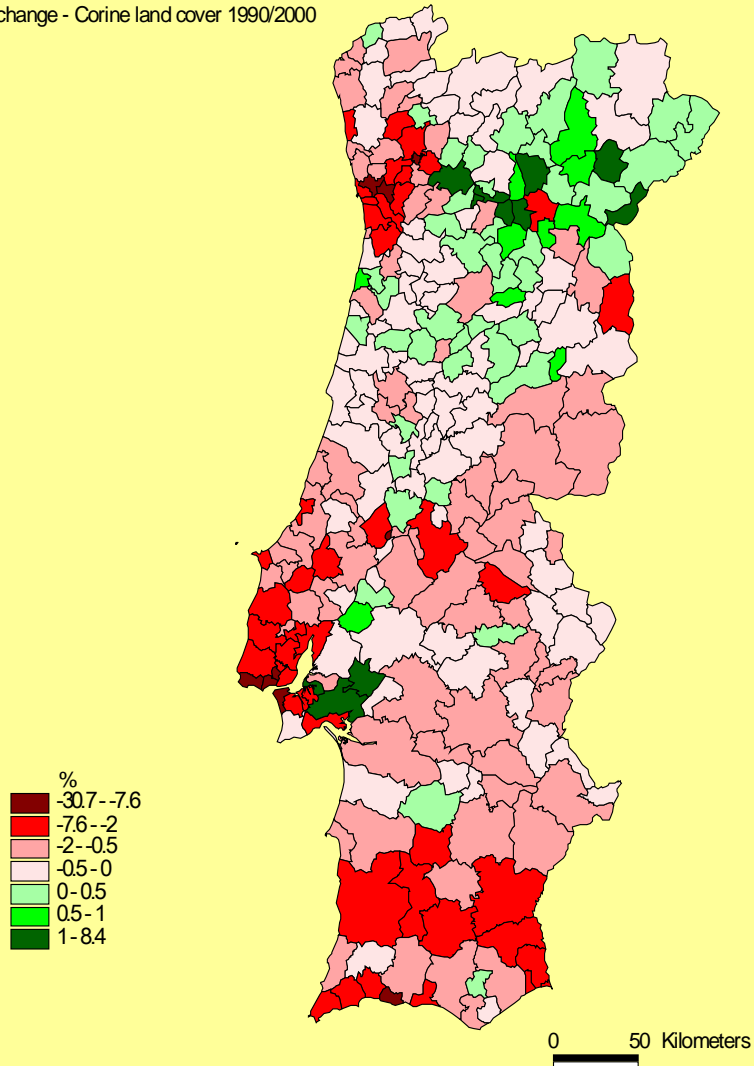 change - Corine land cover 1990/2000
%
-30.7 - -7.6
-7.6 - -2
-2 - -0.5
-0.5 - 0
0 - 0.5
0.5 - 1
1 - 8.4
0 50 Kilometers